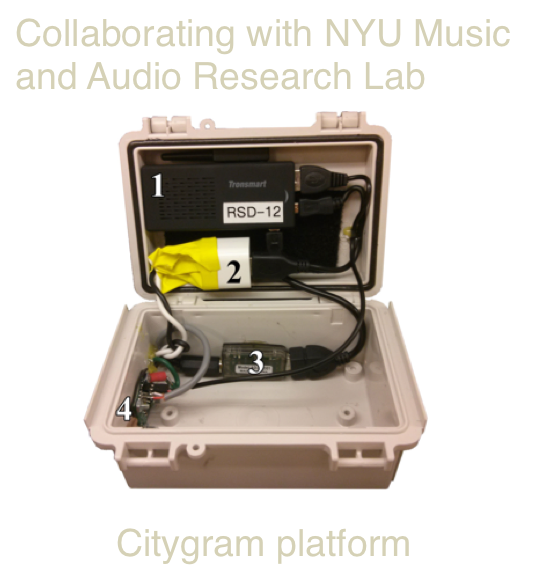 Collaborating with NYU Music
and Audio Research Lab
1
Tronsmart
RSD-12
2
3
4
Citygram platform